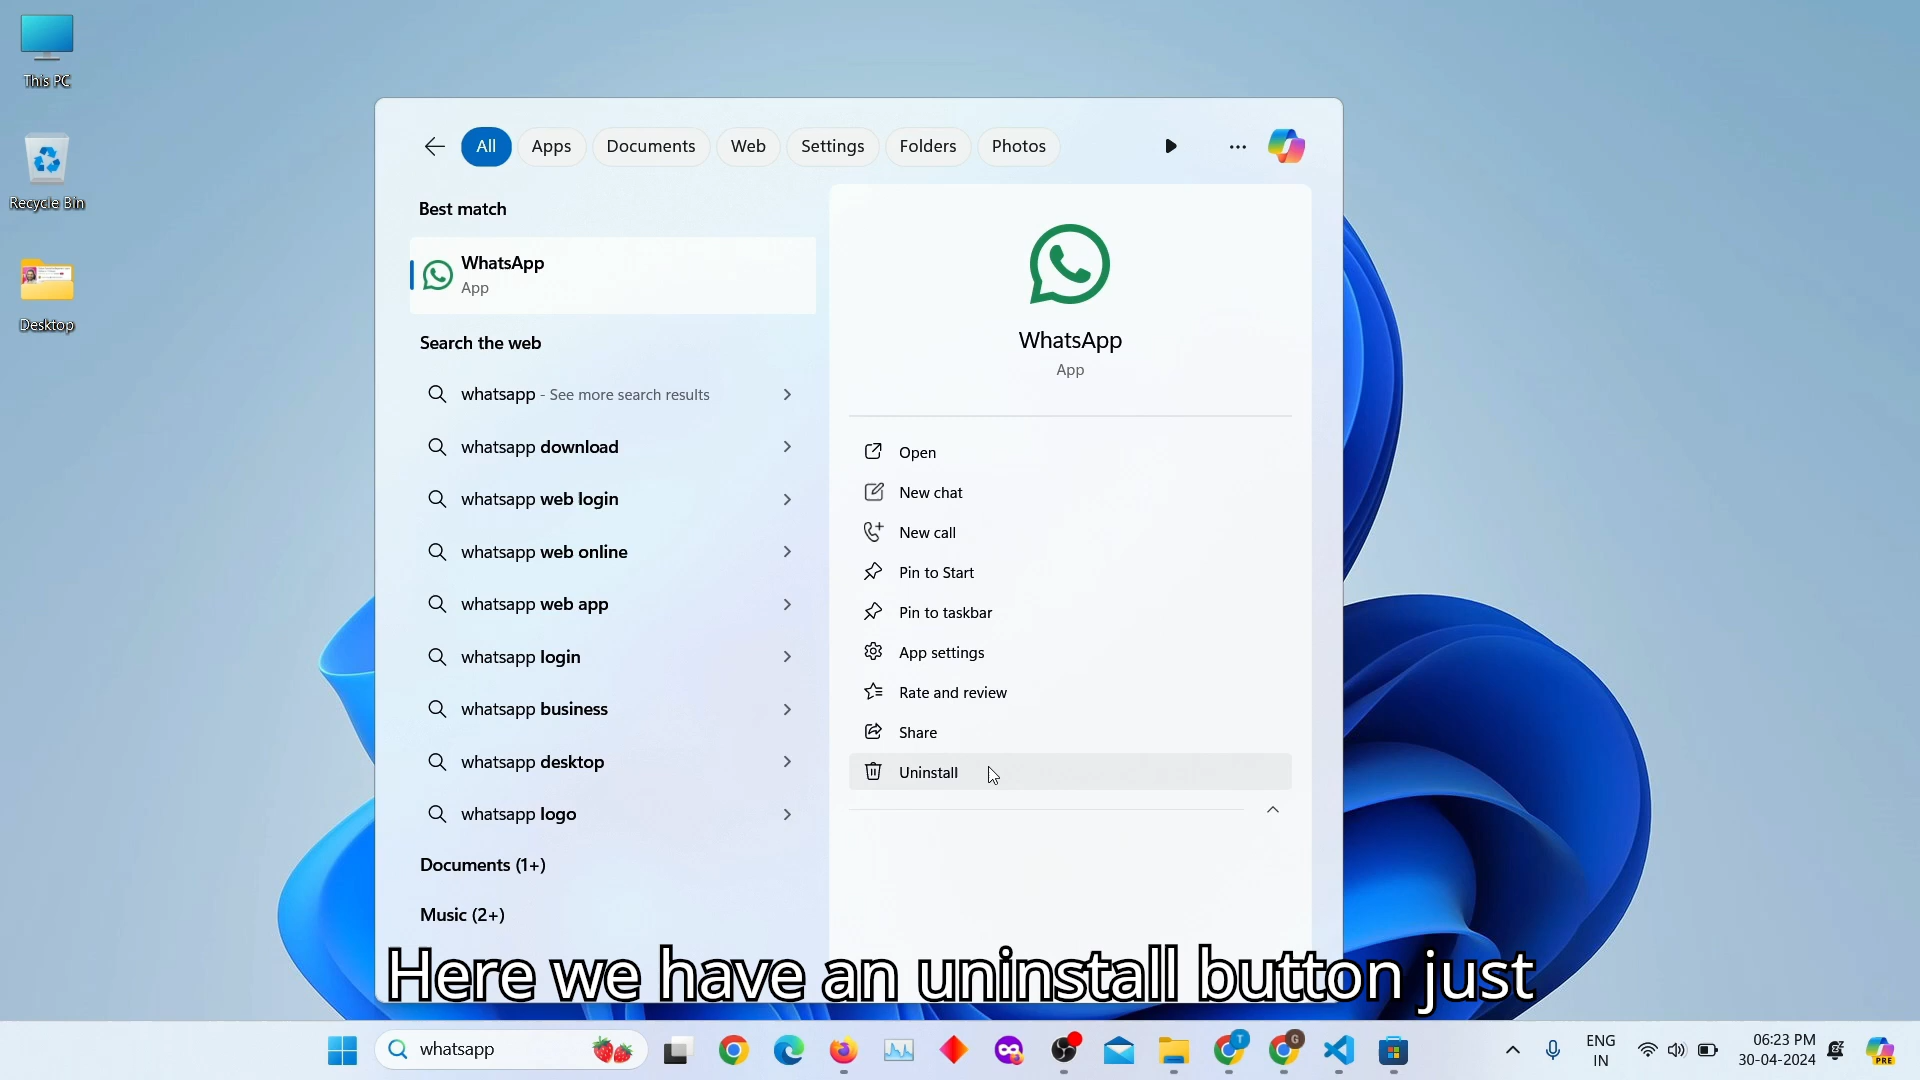 This PC
Recycle Bin
Desktop
All Apps Documents Web Settings Folders Photos
Best match
WhatsApp
App
Search the web
whatsapp - See more search results
whatsapp download
whatsapp web login
whatsapp web online
whatsapp web app
whatsapp login
whatsapp business
whatsapp desktop
whatsapp logo
Documents (1+)
Music (2+)
WhatsApp
App
Open
New chat
New call
Pin to Start
Pin to taskbar
App settings
Rate and review
Share
Uninstall
Here we have an uninstall button just
whatsapp
T
G
ENG
IN
06:23 PM
30-04-2024
PRE